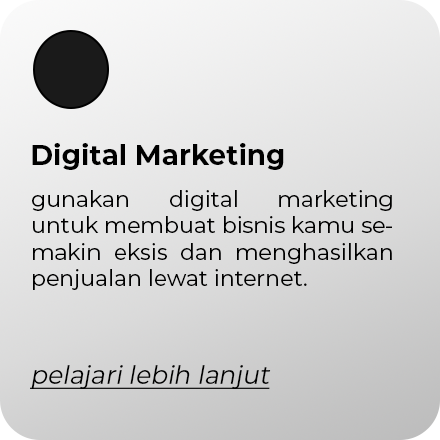 Digital Marketing
gunakan digital marketing
untuk membuat bisnis kamu se-
makin eksis dan menghasilkan
penjualan lewat internet.
pelajari lebih lanjut